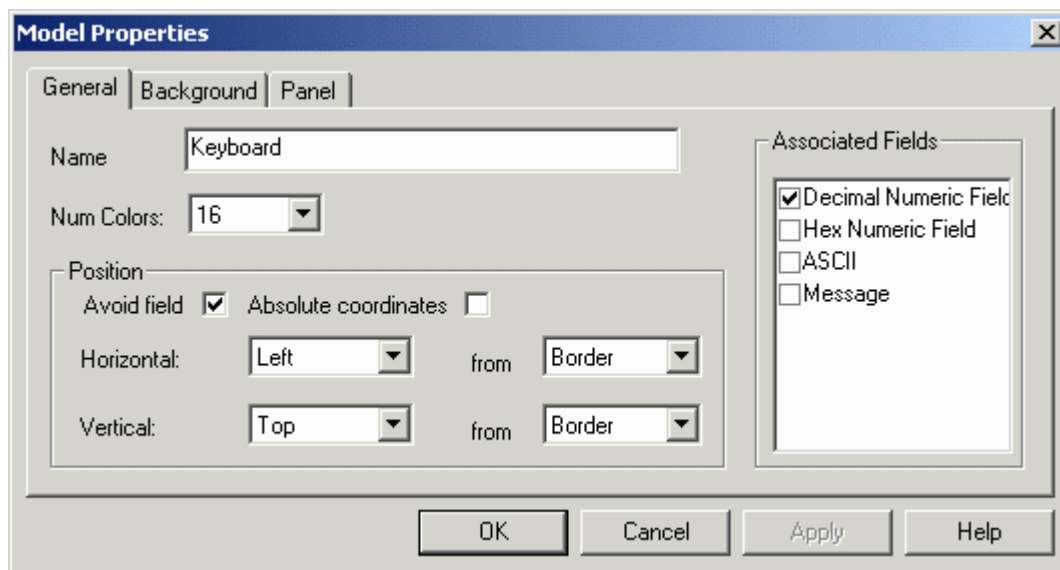 Model Properties
General Background Panel
Name Keyboard
Num Colors: 16
Position
Avoid field Absolute coordinates
Horizontal: Left from Border
Vertical: Top from Border
Associated Fields
Decimal Numeric Field
Hex Numeric Field
ASCII
Message
OK Cancel Apply Help